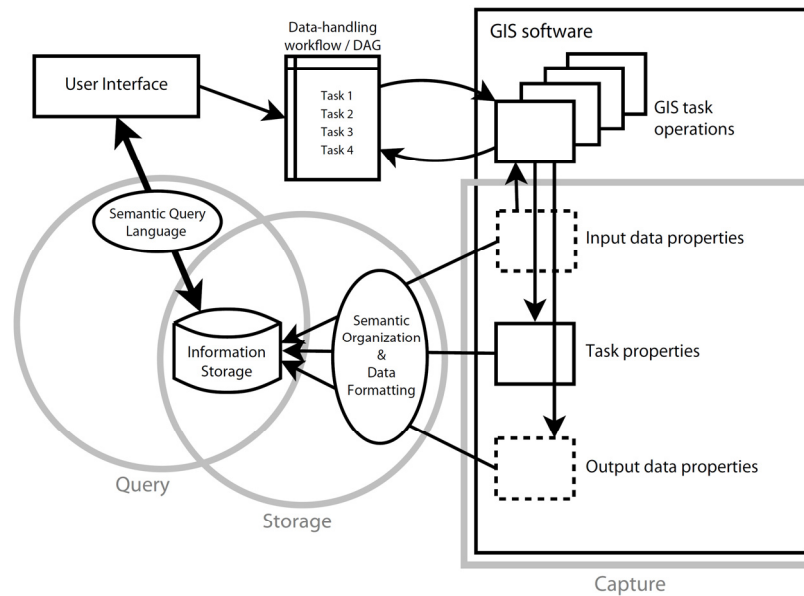 Data-handling
workflow / DAG
GIS software
User Interface
Task 1
Task 2
Task 3
Task 4
GIS task
operations
Semantic Query
Language
Input data properties
Semantic
Organization
&
Data
Formatting
Information
Storage
Task properties
Output data properties
Query
Storage
Capture